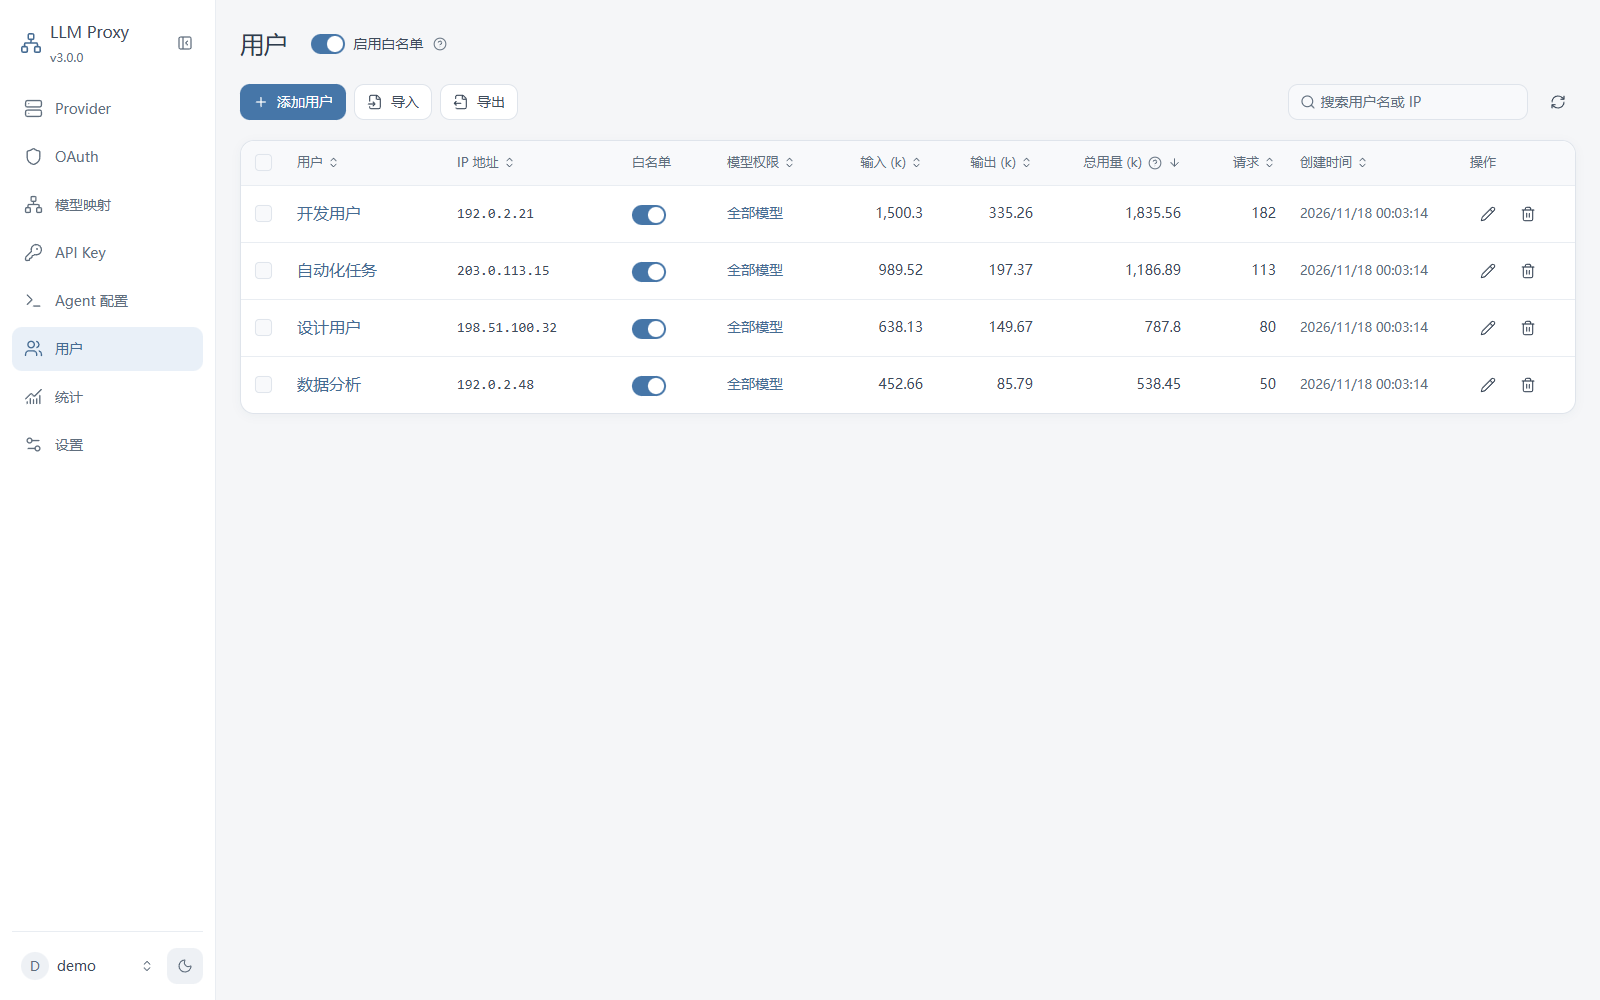 LLM Proxy
v3.0.0
Provider
OAuth
模型映射
API Key
Agent 配置
用户
统计
设置
D demo
用户 启用白名单
添加用户 导入 导出 搜索用户名或 IP
用户 IP 地址 白名单 模型权限 输入 (k) 输出 (k) 总用量 (k) 请求 创建时间 操作
开发用户 192.0.2.21 全部模型 1,500.3 335.26 1,835.56 182 2026/11/18 00:03:14
自动化任务 203.0.113.15 全部模型 989.52 197.37 1,186.89 113 2026/11/18 00:03:14
设计用户 198.51.100.32 全部模型 638.13 149.67 787.8 80 2026/11/18 00:03:14
数据分析 192.0.2.48 全部模型 452.66 85.79 538.45 50 2026/11/18 00:03:14